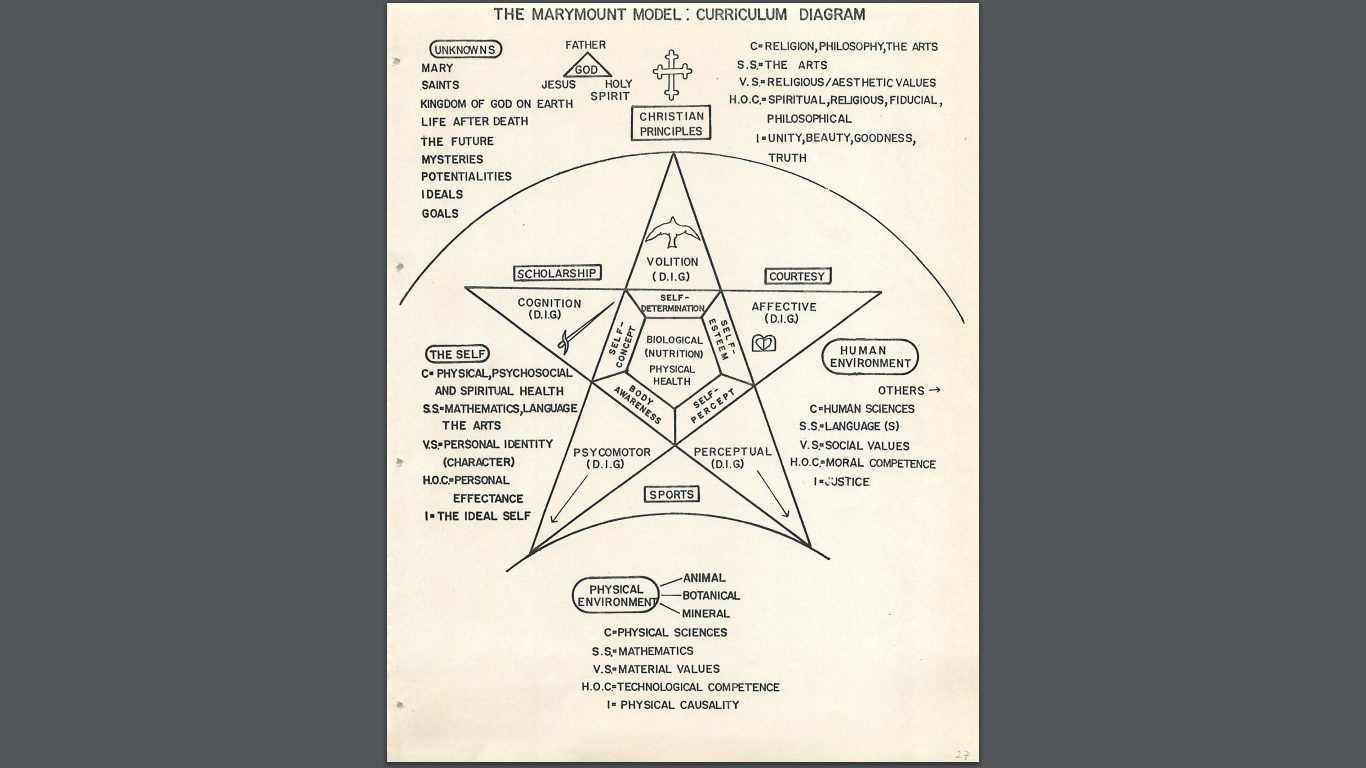 THE MARYMOUNT MODEL: CURRICULUM DIAGRAM
UNKNOWNS
MARY
SAINTS
KINGDOM OF GOD ON EARTH
LIFE AFTER DEATH
THE FUTURE
MYSTERIES
POTENTIALITIES
IDEALS
GOALS
FATHER
GOD
JESUS HOLY
SPIRIT
CHRISTIAN
PRINCIPLES
C=RELIGION,PHILOSOPHY,THE ARTS
S.S.=THE ARTS
V.S.=RELIGIOUS/AESTHETIC VALUES
H.O.C.=SPIRITUAL,RELIGIOUS,FIDUCIAL,
PHILOSOPHICAL
I=UNITY,BEAUTY,GOODNESS,
TRUTH
VOLITION
(D.I.G)
SCHOLARSHIP
COURTESY
COGNITION
(D.I.G)
SELF-
DETERMINATION
AFFECTIVE
(D.I.G)
SELF-
CONCEPT
SELF-
ESTEEM
BIOLOGICAL
(NUTRITION)
PHYSICAL
HEALTH
BODY
AWARENESS
SELF-
PERCEPT
THE SELF
C=PHYSICAL,PSYCHOSOCIAL
AND SPIRITUAL HEALTH
S.S.=MATHEMATICS,LANGUAGE
THE ARTS
V.S.=PERSONAL IDENTITY
(CHARACTER)
H.O.C.=PERSONAL
EFFECTANCE
I=THE IDEAL SELF
HUMAN
ENVIRONMENT
OTHERS →
C=HUMAN SCIENCES
S.S.=LANGUAGE (S)
V.S.=SOCIAL VALUES
H.O.C.=MORAL COMPETENCE
I=JUSTICE
PSYCOMOTOR
(D.I.G)
PERCEPTUAL
(D.I.G)
SPORTS
PHYSICAL
ENVIRONMENT
ANIMAL
BOTANICAL
MINERAL
C=PHYSICAL SCIENCES
S.S.=MATHEMATICS
V.S.=MATERIAL VALUES
H.O.C=TECHNOLOGICAL COMPETENCE
I= PHYSICAL CAUSALITY
27